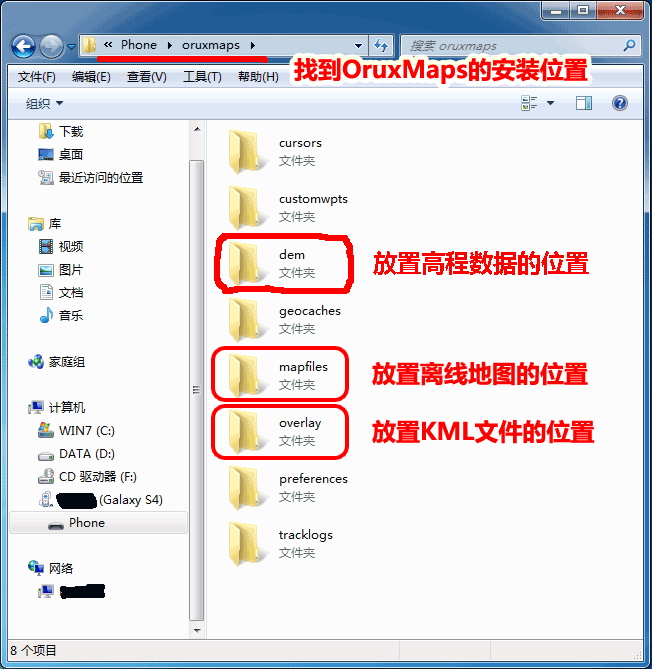 « Phone ▸ oruxmaps ▸
搜索 oruxmaps
文件(F) 编辑(E) 查看(V) 工具(T) 帮助(H)
找到OruxMaps的安装位置
组织
下载
桌面
最近访问的位置
库
视频
图片
文档
音乐
家庭组
计算机
WIN7 (C:)
DATA (D:)
CD 驱动器 (F:)
(Galaxy S4)
Phone
网络
cursors
文件夹
customwpts
文件夹
dem
文件夹
放置高程数据的位置
geocaches
文件夹
mapfiles
文件夹
放置离线地图的位置
overlay
文件夹
放置KML文件的位置
preferences
文件夹
tracklogs
文件夹
8 个项目